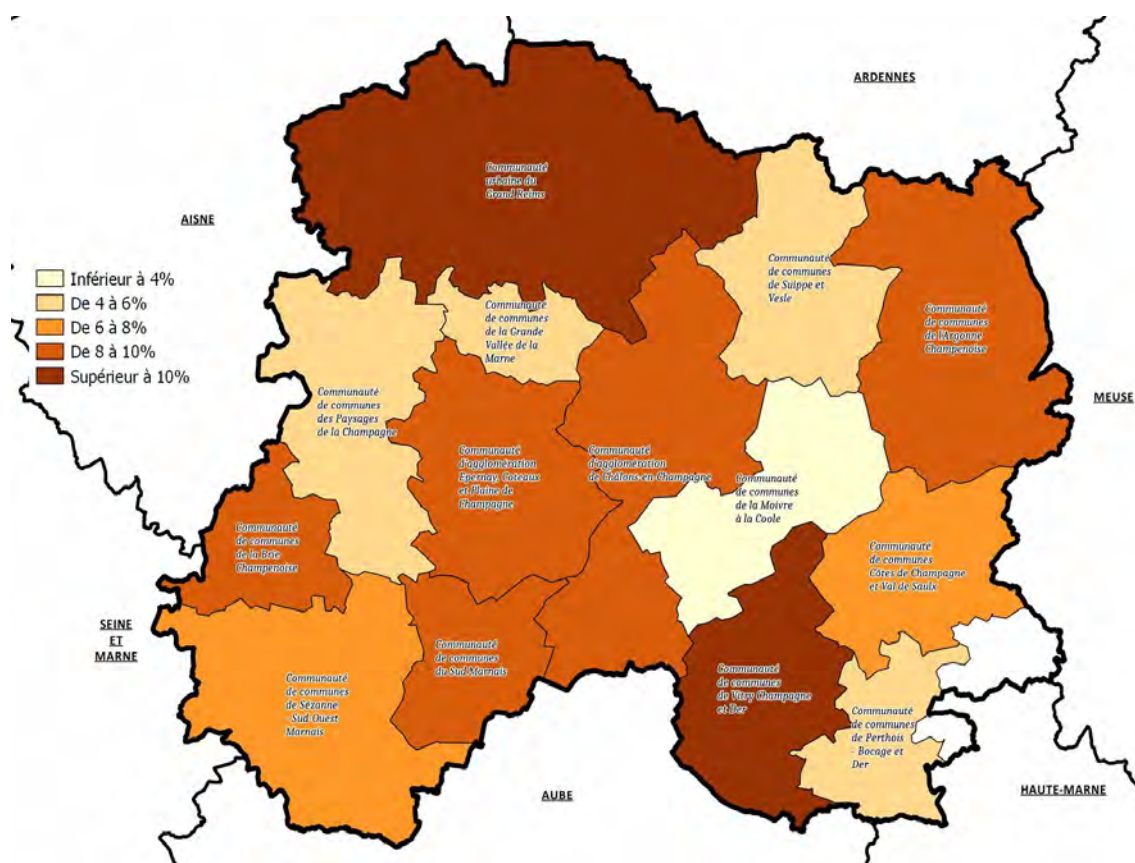 ARDENNES
Communauté
urbaine du
Grand Reims
AISNE
Inférieur à 4%
De 4 à 6%
De 6 à 8%
De 8 à 10%
Supérieur à 10%
Communauté
de communes
de Suippe et
Vesle
Communauté
de communes
de la Grande
Vallée de la
Marne
Communauté
de communes
de l'Argonne
Champenoise
Communauté
de communes
des Paysages
de la Champagne
MEUSE
Communauté
d'agglomération
Epernay, Coteaux
et Plaine de
Champagne
Communauté
d'agglomération
de Châlons-en-Champagne
Communauté
de communes
de la Moivre
à la Coole
Communauté
de communes
de la Brie
Champenoise
Communauté
de communes
Côtes de Champagne
et Val de Saulx
SEINE
ET
MARNE
Communauté
de communes
du Sud Marnais
Communauté
de communes
de Sézanne
-Sud Ouest
Marnais
Communauté
de communes
de Vitry Champagne
et Der
Communauté
de communes
de Perthois
- Bocage et
Der
AUBE
HAUTE-MARNE